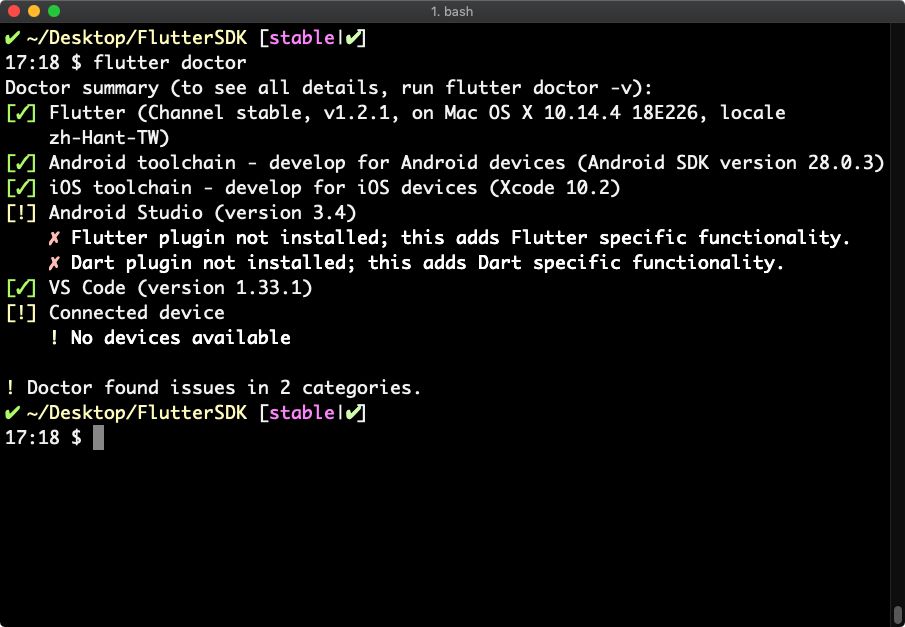 1. bash
✔ ~/Desktop/FlutterSDK [stable|✔]
17:18 $ flutter doctor
Doctor summary (to see all details, run flutter doctor -v):
[✓] Flutter (Channel stable, v1.2.1, on Mac OS X 10.14.4 18E226, locale
zh-Hant-TW)
[✓] Android toolchain - develop for Android devices (Android SDK version 28.0.3)
[✓] iOS toolchain - develop for iOS devices (Xcode 10.2)
[!] Android Studio (version 3.4)
✗ Flutter plugin not installed; this adds Flutter specific functionality.
✗ Dart plugin not installed; this adds Dart specific functionality.
[✓] VS Code (version 1.33.1)
[!] Connected device
! No devices available
! Doctor found issues in 2 categories.
✔ ~/Desktop/FlutterSDK [stable|✔]
17:18 $